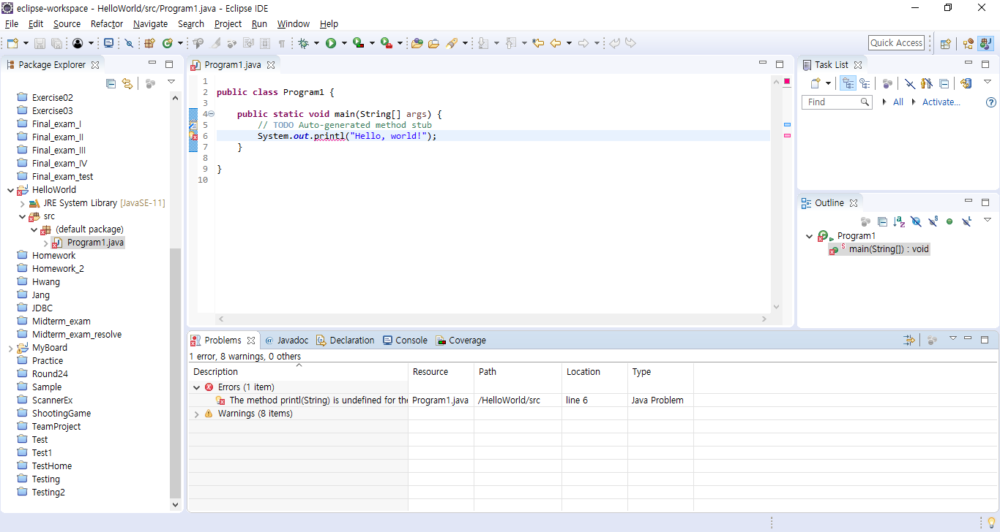 eclipse-workspace - HelloWorld/src/Program1.java - Eclipse IDE
File Edit Source Refactor Navigate Search Project Run Window Help
Quick Access
Package Explorer
Exercise02
Exercise03
Final_exam_I
Final_exam_II
Final_exam_III
Final_exam_IV
Final_exam_test
HelloWorld
JRE System Library [JavaSE-11]
src
(default package)
Program1.java
Homework
Homework_2
Hwang
Jang
JDBC
Midterm_exam
Midterm_exam_resolve
MyBoard
Practice
Round24
Sample
ScannerEx
ShootingGame
TeamProject
Test
Test1
TestHome
Testing
Testing2
Program1.java
1
2 public class Program1 {
3
4 public static void main(String[] args) {
5 // TODO Auto-generated method stub
6 System.out.printl("Hello, world!");
7 }
8
9 }
10
Task List
Find All Activate...
Outline
Program1
main(String[]) : void
Problems @ Javadoc Declaration Console Coverage
1 error, 8 warnings, 0 others
Description Resource Path Location Type
Errors (1 item)
The method printl(String) is undefined for the Program1.java /HelloWorld/src line 6 Java Problem
Warnings (8 items)